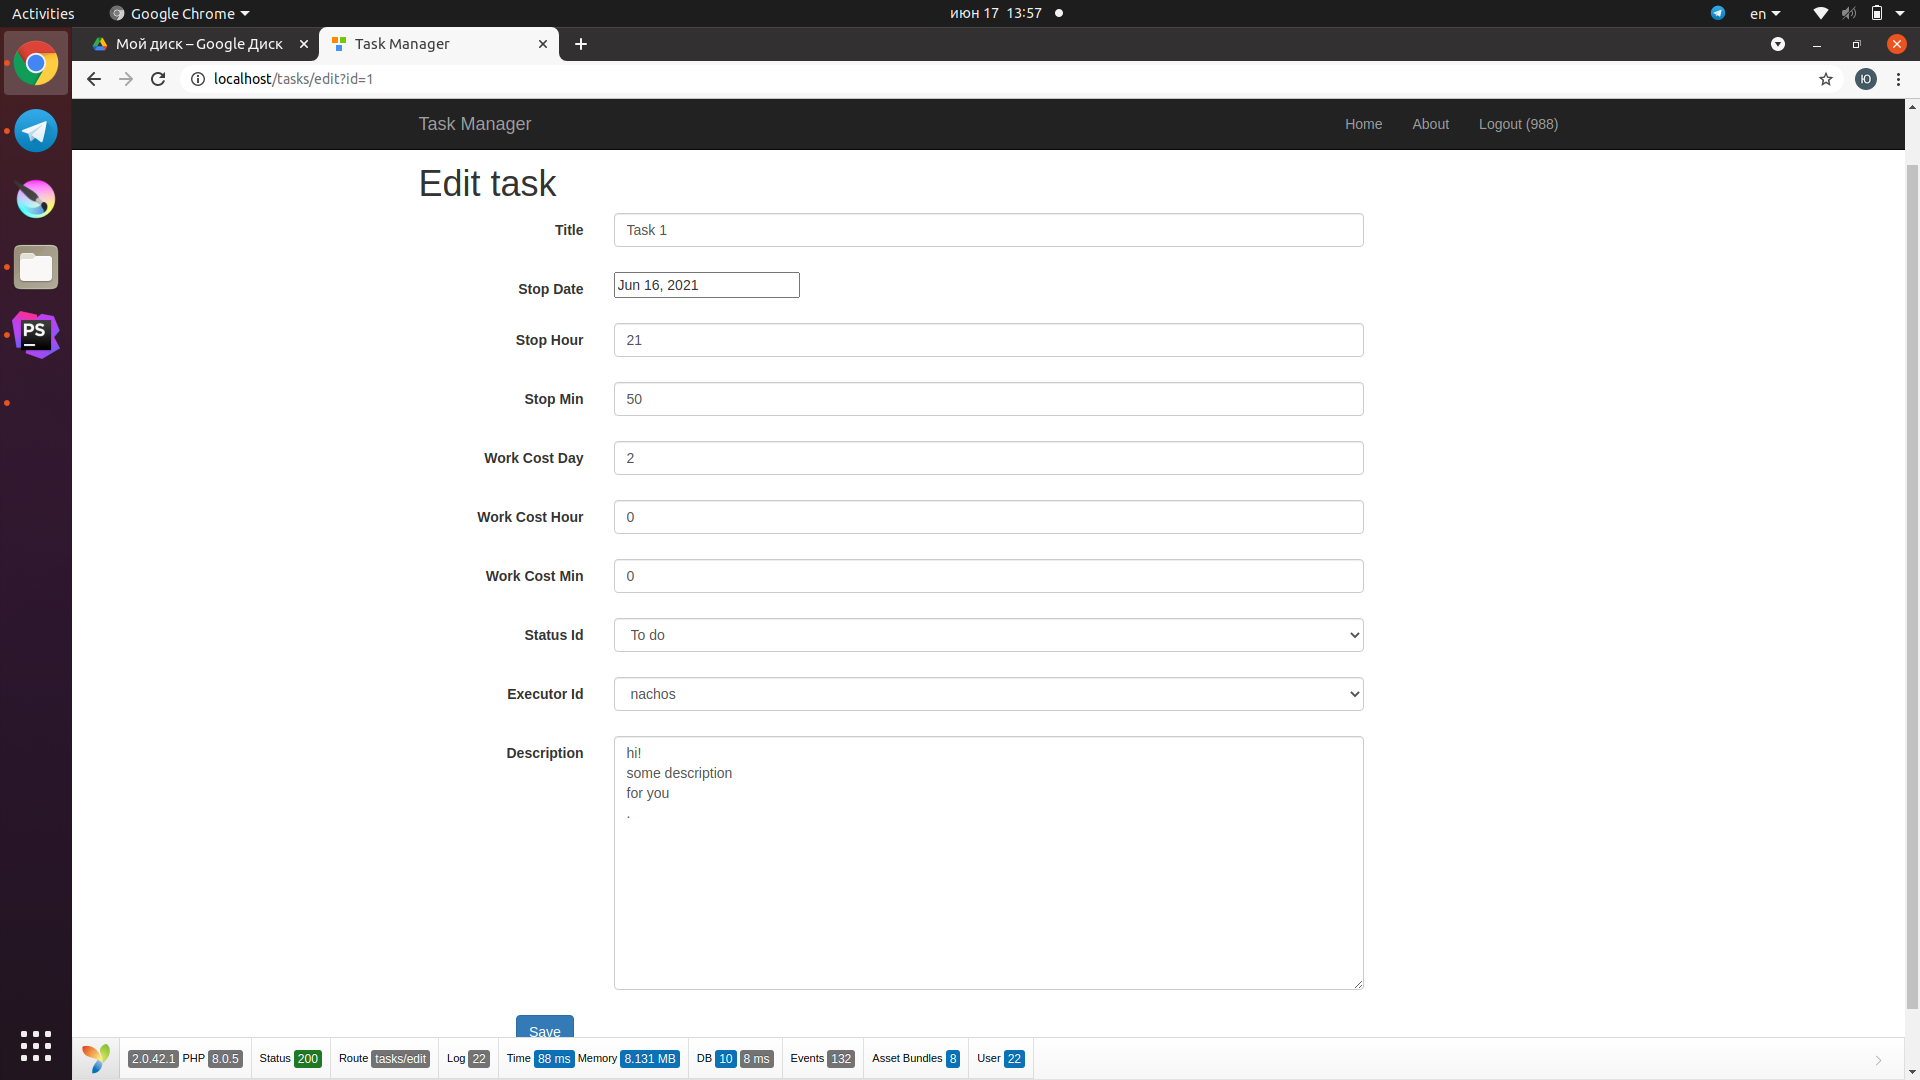 Activities
Google Chrome
июн 17 13:57
en
Мой диск – Google Диск
Task Manager
localhost/tasks/edit?id=1
Ю
Task Manager
Home
About
Logout (988)
Edit task
Title
Task 1
Stop Date
Jun 16, 2021
Stop Hour
21
Stop Min
50
Work Cost Day
2
Work Cost Hour
0
Work Cost Min
0
Status Id
To do
Executor Id
nachos
Description
hi!
some description
for you
.
PS
Save
2.0.42.1 PHP 8.0.5 Status 200 Route tasks/edit Log 22 Time 88 ms Memory 8.131 MB DB 10 8 ms Events 132 Asset Bundles 8 User 22